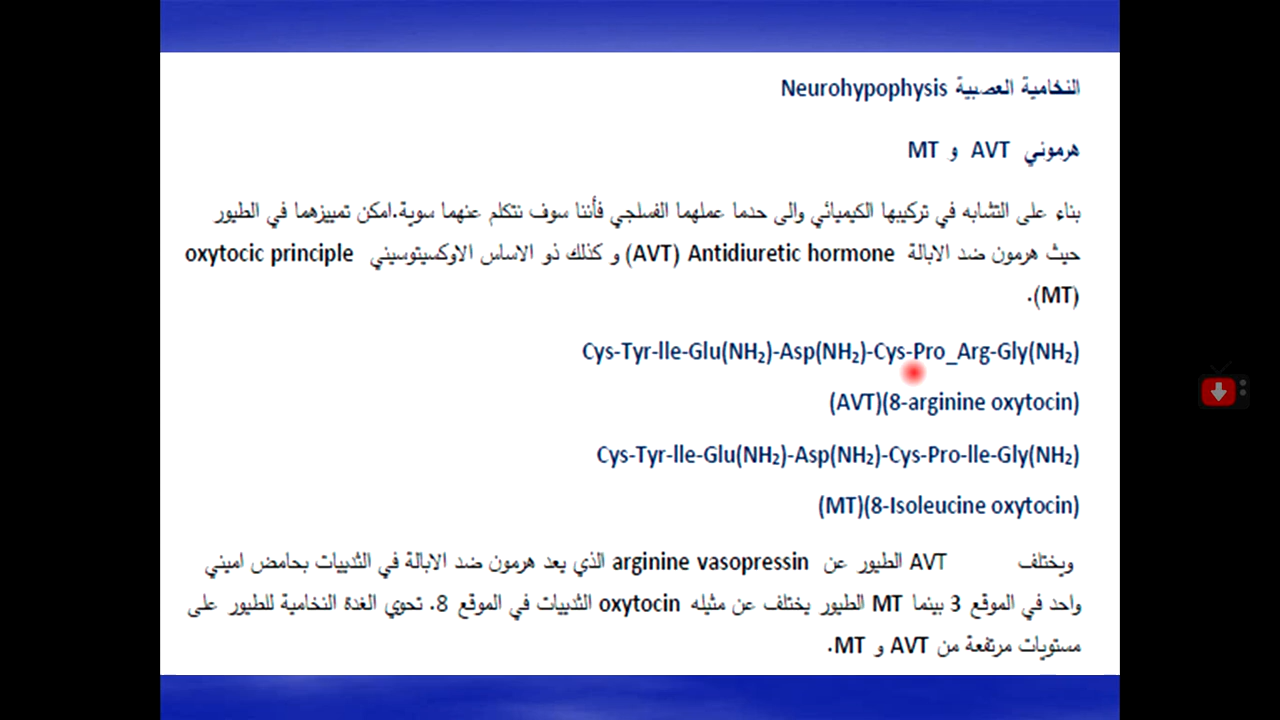 النخامية العصبية Neurohypophysis
هرموني AVT و MT
بناء على التشابه في تركيبها الكيميائي والى حدما عملهما الفسلجي فأننا سوف نتكلم عنهما سوية.امكن تمييزهما في الطيور
حيث هرمون ضد الابالة Antidiuretic hormone (AVT) و كذلك ذو الاساس الاوكسيتوسيني oxytocic principle
(MT).
Cys-Tyr-lle-Glu(NH₂)-Asp(NH₂)-Cys-Pro_Arg-Gly(NH₂)
(AVT)(8-arginine oxytocin)
Cys-Tyr-lle-Glu(NH₂)-Asp(NH₂)-Cys-Pro-lle-Gly(NH₂)
(MT)(8-Isoleucine oxytocin)
ويختلف AVT الطيور عن arginine vasopressin الذي يعد هرمون ضد الابالة في الثدييات بحامض اميني
واحد في الموقع 3 بينما MT الطيور يختلف عن مثيله oxytocin الثدييات في الموقع 8. تحوي الغدة النخامية للطيور على
مستويات مرتفعة من AVT و MT.